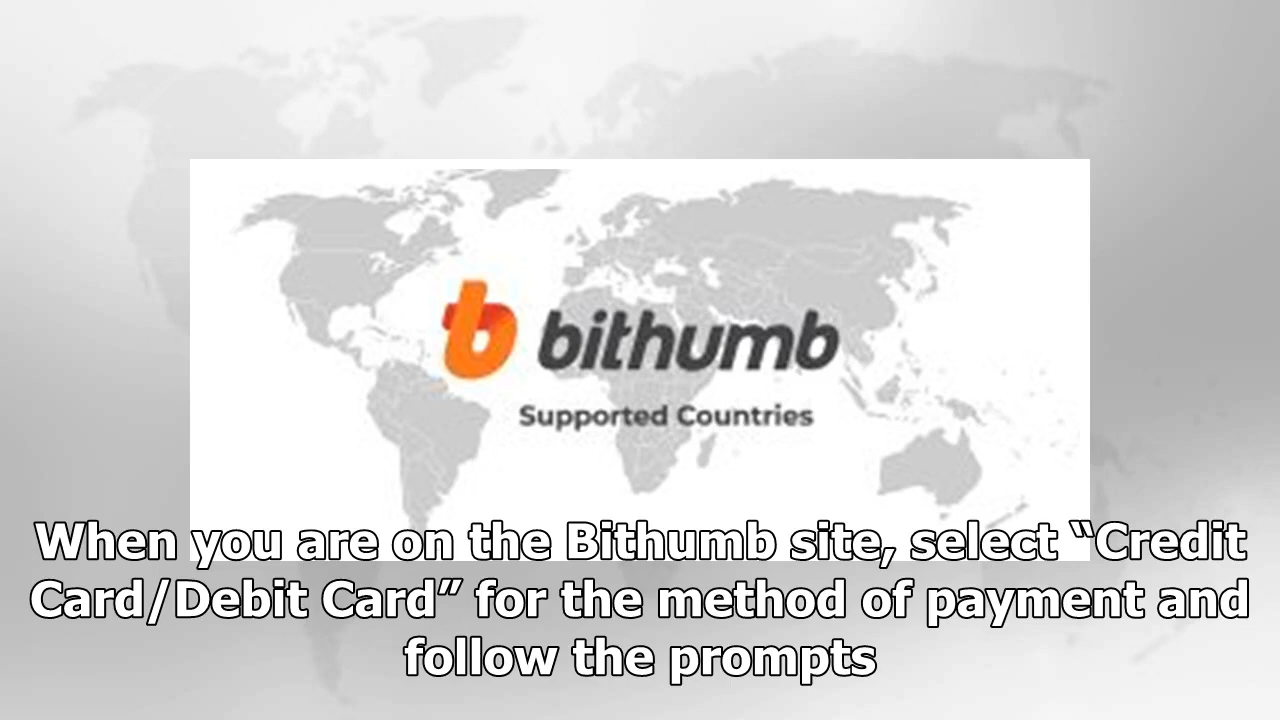 bithumb
Supported Countries
When you are on the Bithumb site, select “Credit
Card/Debit Card” for the method of payment and
follow the prompts